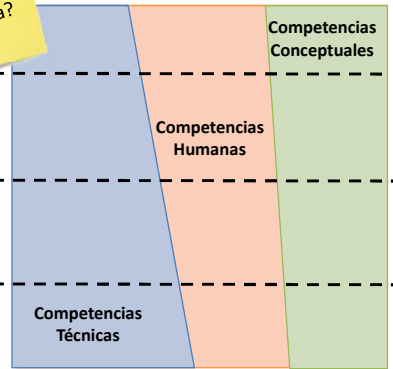 Competencias
Conceptuales
Competencias
Humanas
Competencias
Técnicas